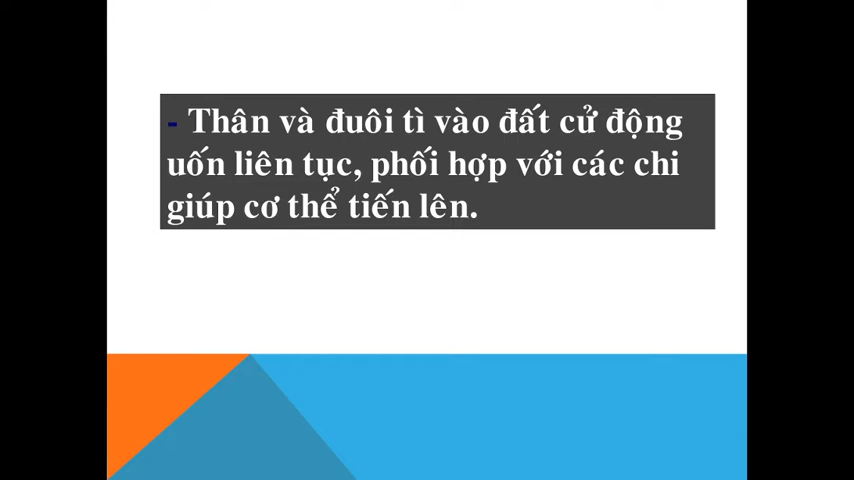 - Thân và đuôi tì vào đất cử động
uốn liên tục, phối hợp với các chi
giúp cơ thể tiến lên.